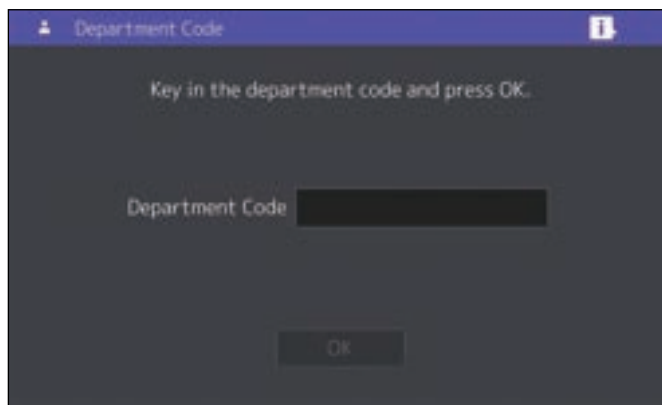 Department Code
Key in the department code and press OK.
Department Code
OK